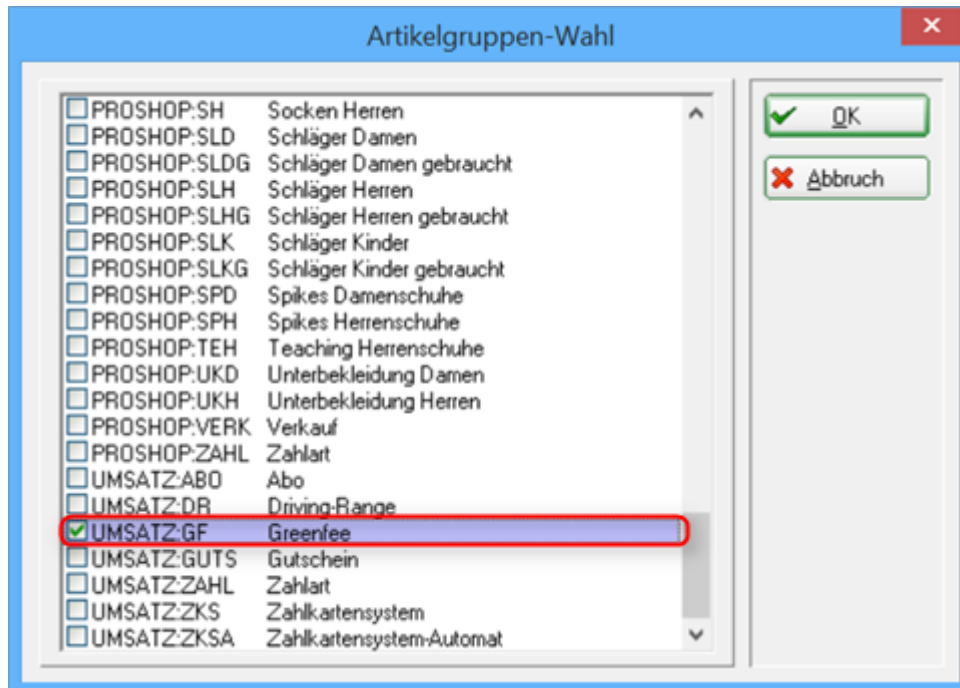 Artikelgruppen-Wahl
PROSHOP:SH Socken Herren
PROSHOP:SLD Schläger Damen
PROSHOP:SLDG Schläger Damen gebraucht
PROSHOP:SLH Schläger Herren
PROSHOP:SLHG Schläger Herren gebraucht
PROSHOP:SLK Schläger Kinder
PROSHOP:SLKG Schläger Kinder gebraucht
PROSHOP:SPD Spikes Damenschuhe
PROSHOP:SPH Spikes Herrenschuhe
PROSHOP:TEH Teaching Herrenschuhe
PROSHOP:UKD Unterbekleidung Damen
PROSHOP:UKH Unterbekleidung Herren
PROSHOP:VERK Verkauf
PROSHOP:ZAHL Zahlart
UMSATZ:ABO Abo
UMSATZ:DR Driving-Range
UMSATZ:GF Greenfee
UMSATZ:GUTS Gutschein
UMSATZ:ZAHL Zahlart
UMSATZ:ZKS Zahlkartensystem
UMSATZ:ZKSA Zahlkartensystem-Automat
OK
Abbruch